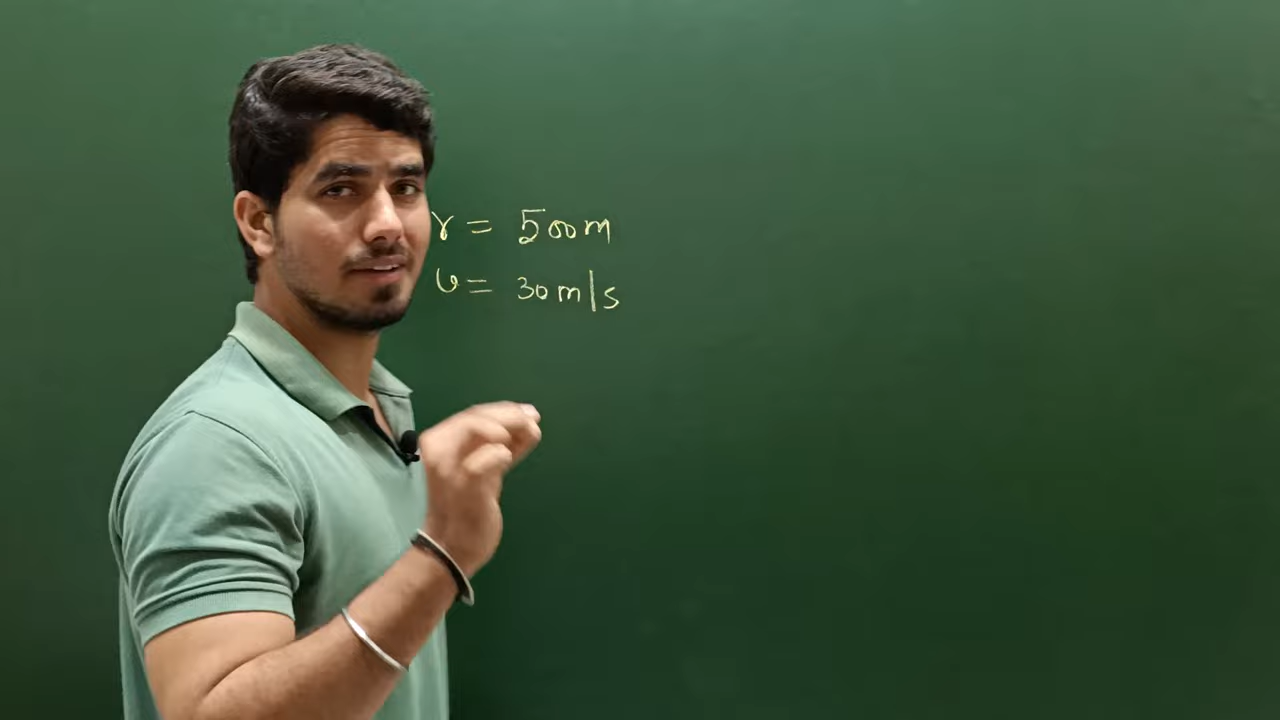 r = 500m
v = 30m/s